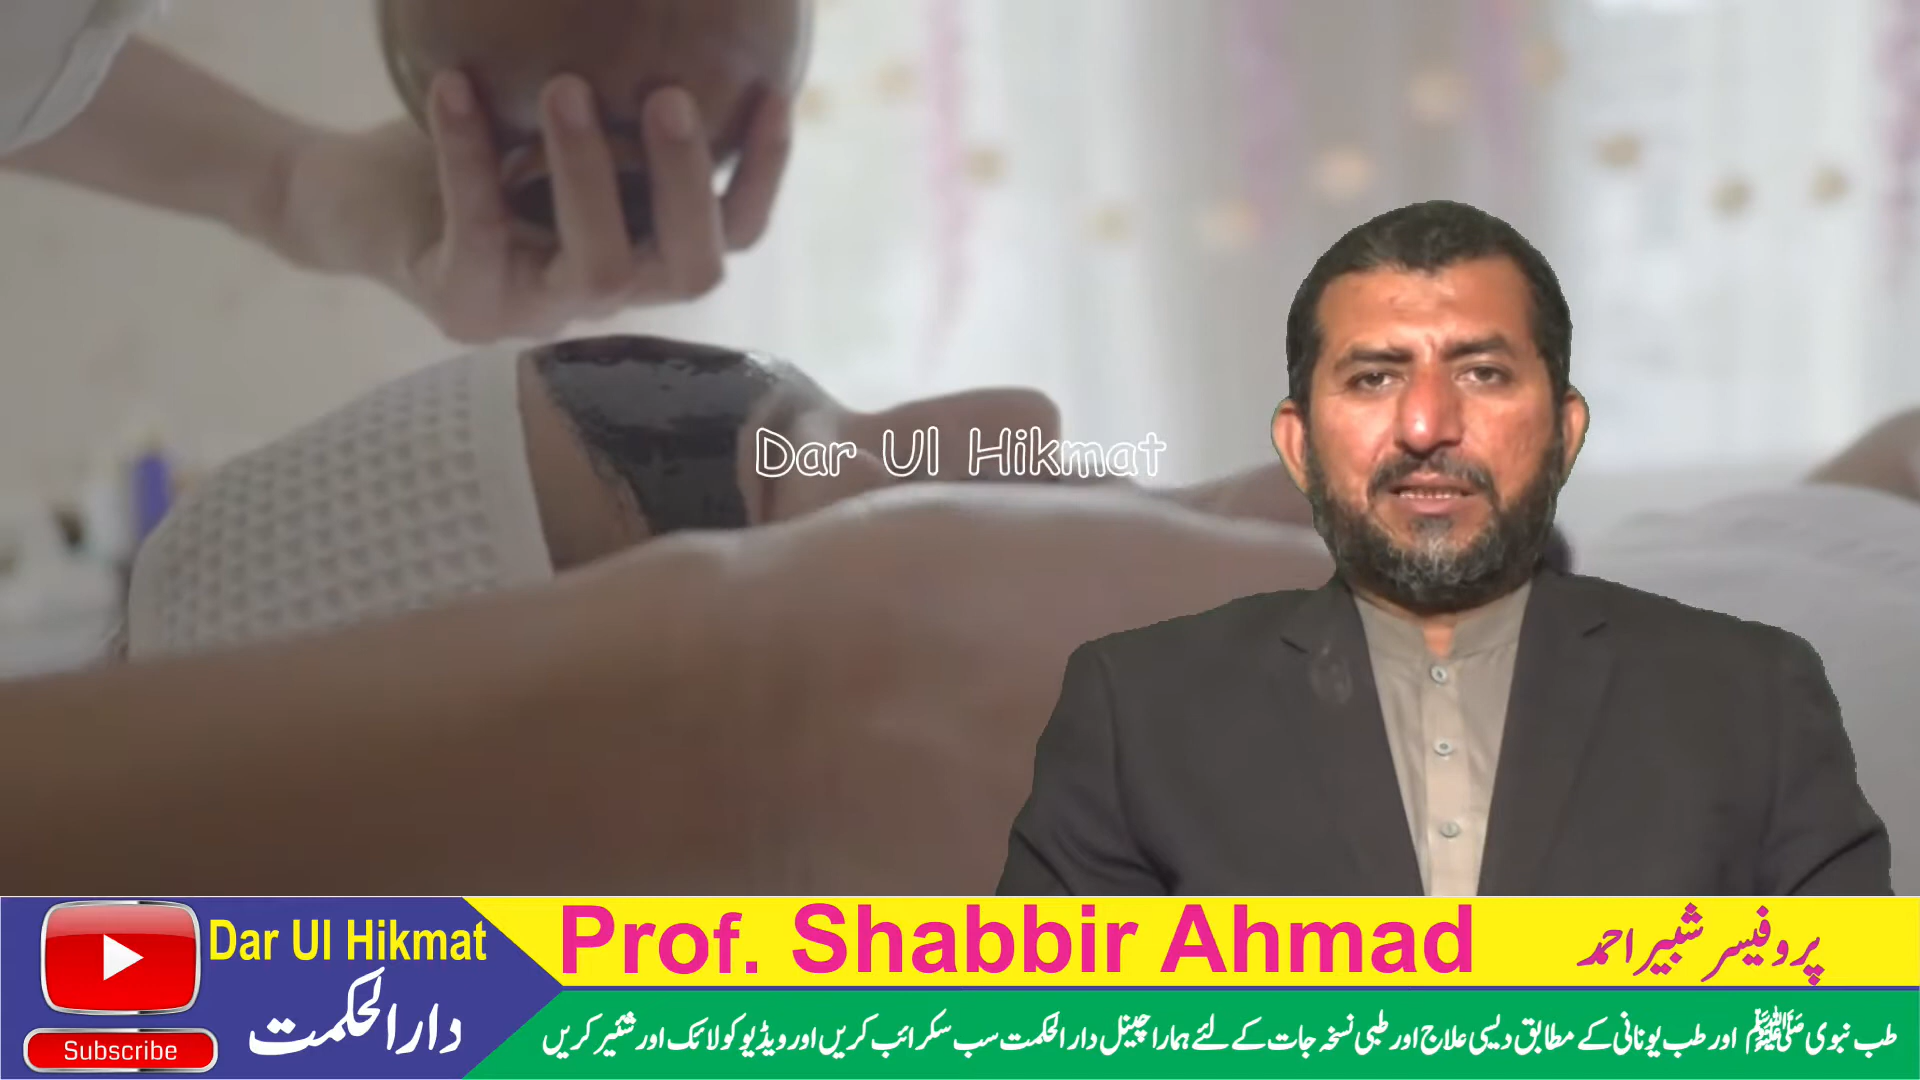 Dar Ul Hikmat
Dar Ul Hikmat
دارالحکمت
Subscribe
Prof. Shabbir Ahmad
پروفیسر شبیر احمد
طب نبوی ﷺ اور طب یونانی کے مطابق دیسی علاج اور طبی نسخہ جات کے لئے ہمارا چینل دار الحکمت سب سکرائب کریں اور ویڈیو کو لائک اور شئیر کریں